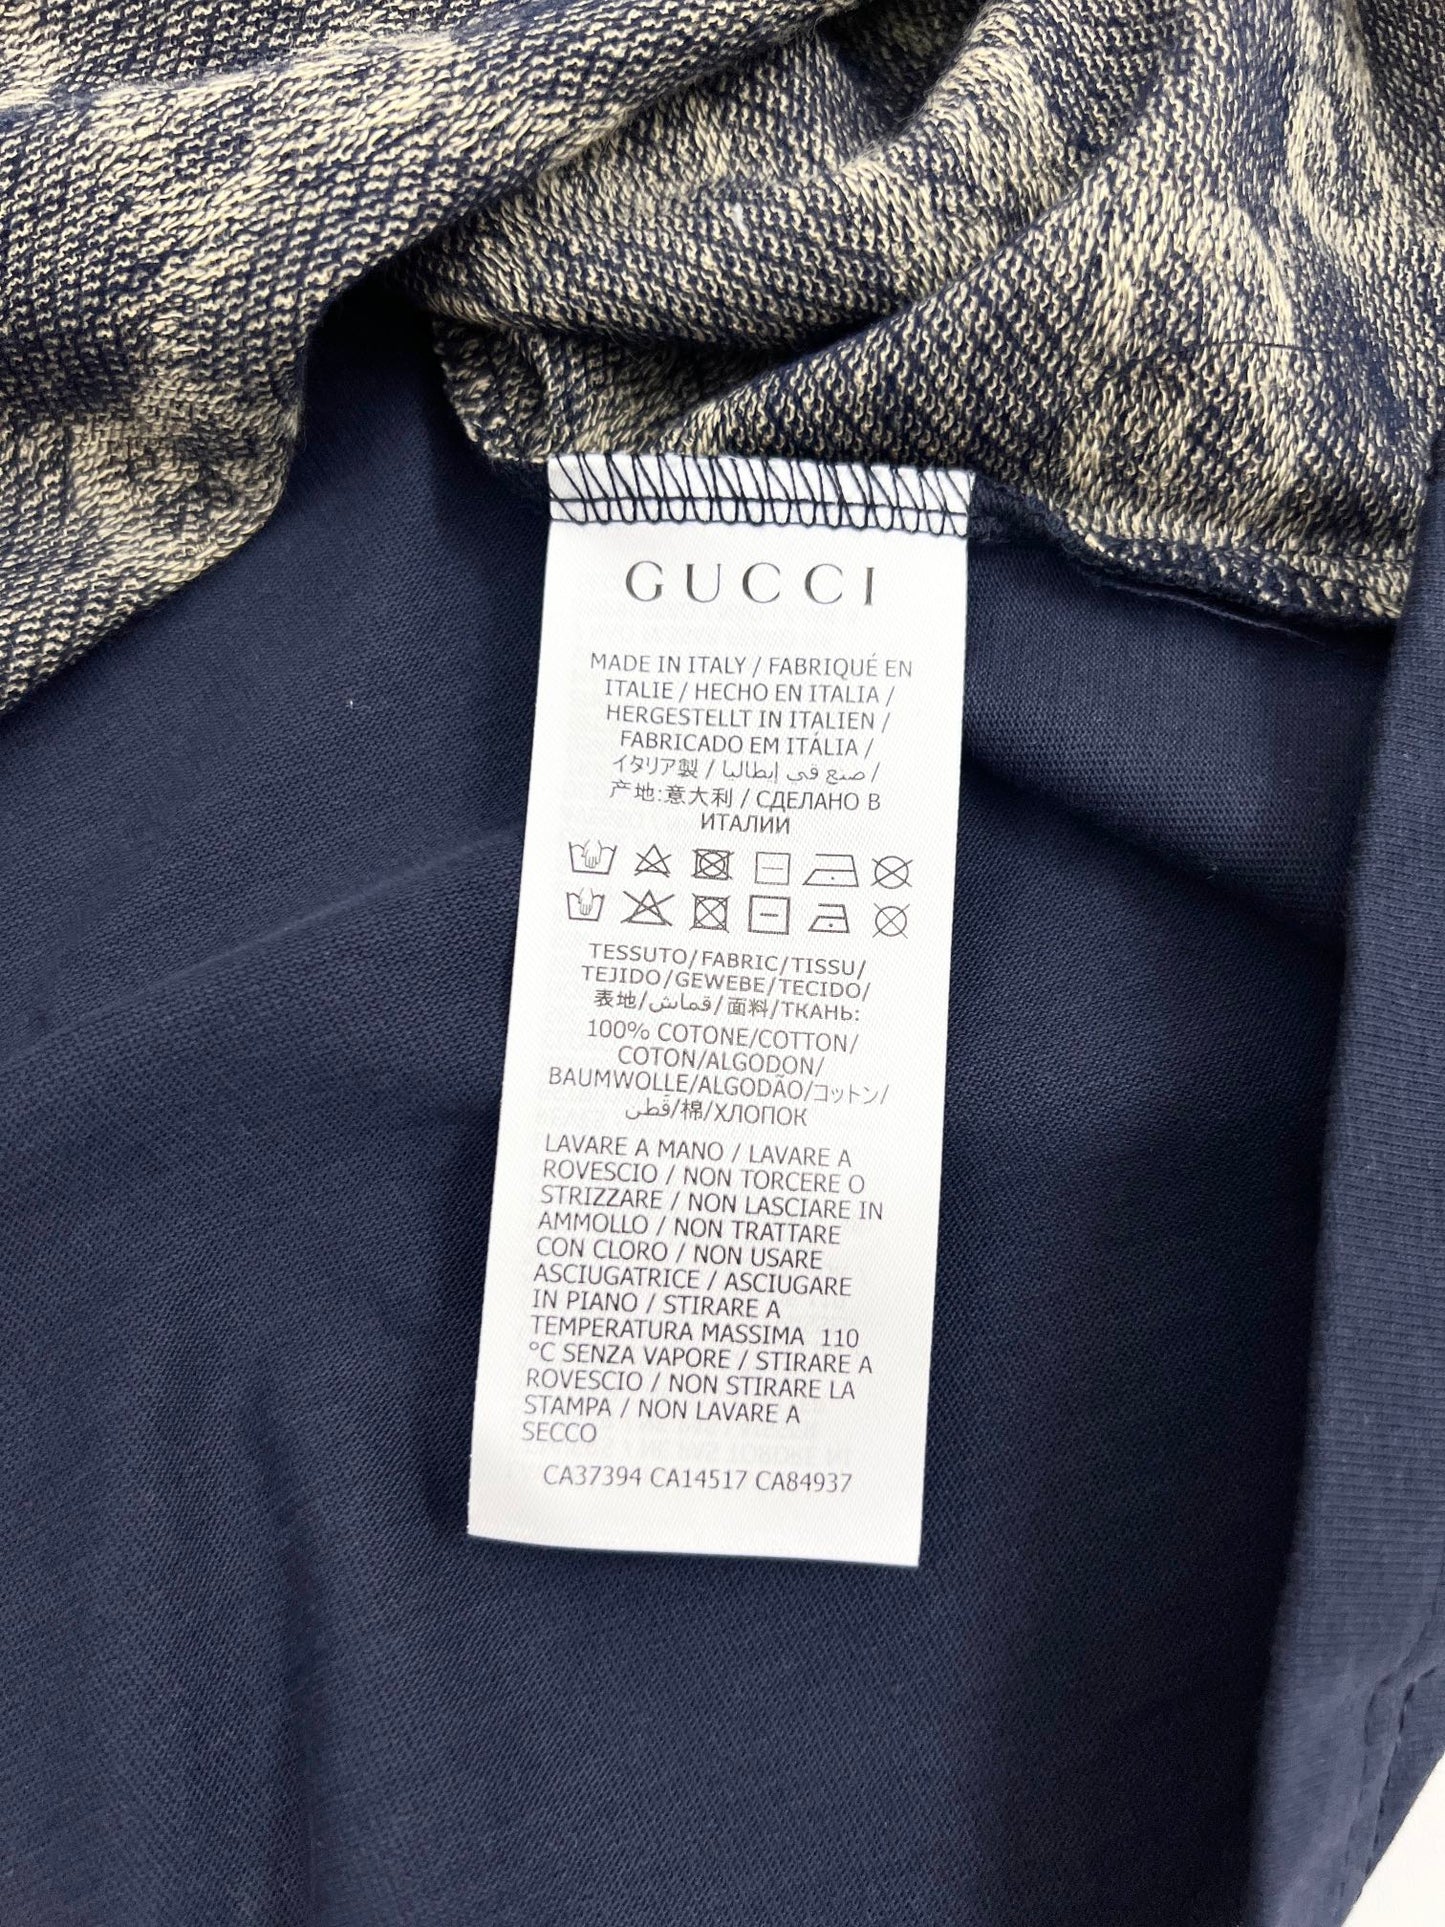 GUCCI
MADE IN ITALY / FABRIQUÉ EN
ITALIE / HECHO EN ITALIA /
HERGESTELLT IN ITALIEN /
FABRICADO EM ITÁLIA /
イタリア製 / صنع في إيطاليا /
产地:意大利 / СДЕЛАНО В
ИТАЛИИ
TESSUTO/FABRIC/TISSU/
TEJIDO/GEWEBE/TECIDO/
表地/قماش/面料/ТКАНЬ:
100% COTONE/COTTON/
COTON/ALGODON/
BAUMWOLLE/ALGODÃO/コットン/
قطن/棉/ХЛОПОК
LAVARE A MANO / LAVARE A
ROVESCIO / NON TORCERE O
STRIZZARE / NON LASCIARE IN
AMMOLLO / NON TRATTARE
CON CLORO / NON USARE
ASCIUGATRICE / ASCIUGARE
IN PIANO / STIRARE A
TEMPERATURA MASSIMA 110
°C SENZA VAPORE / STIRARE A
ROVESCIO / NON STIRARE LA
STAMPA / NON LAVARE A
SECCO
CA37394 CA14517 CA84937